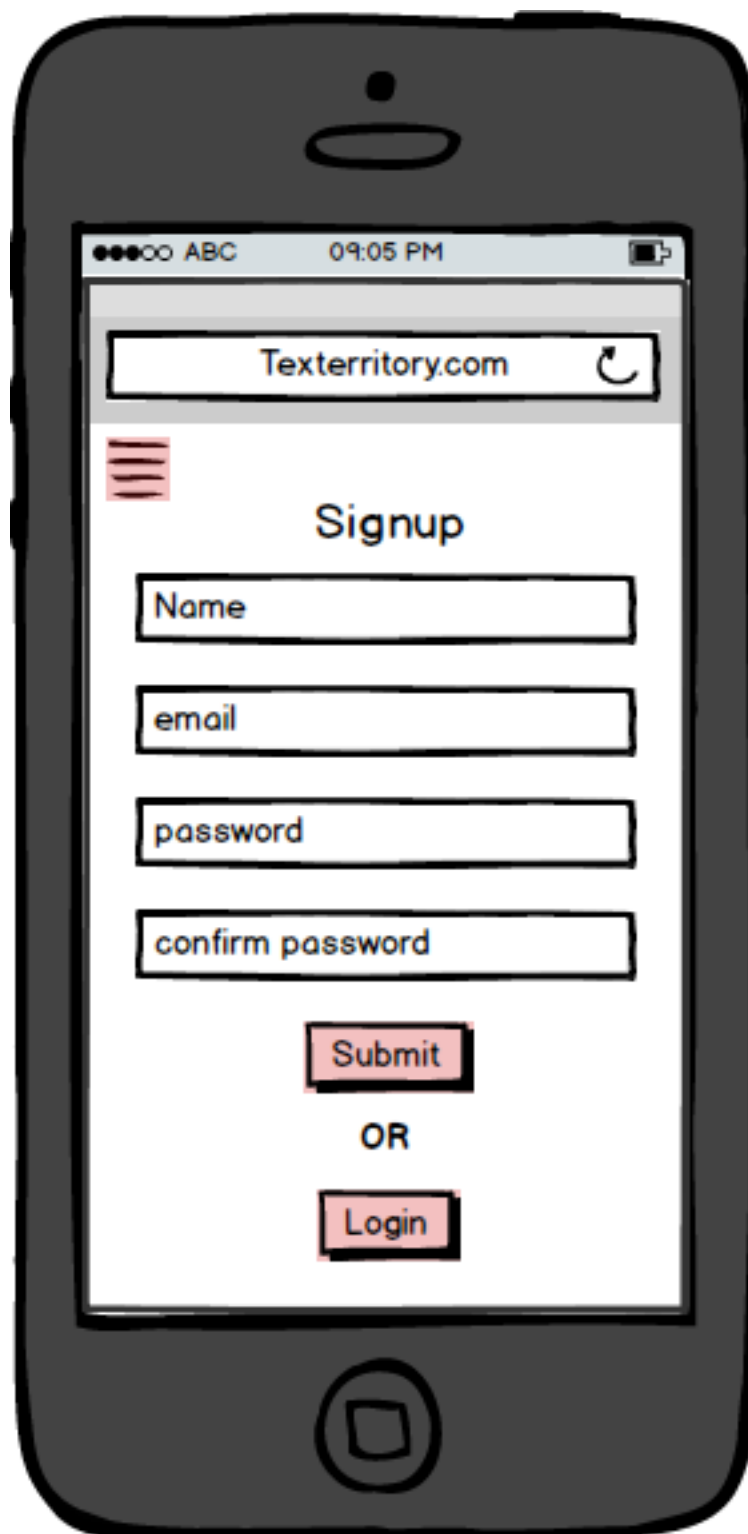 ABC 09:05 PM
Texterritory.com
Signup
Name
email
password
confirm password
Submit
OR
Login